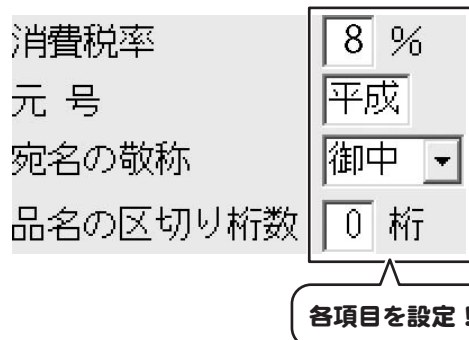 消費税率 8 %
元 号 平成
宛名の敬称 御中
品名の区切り桁数 0 桁
各項目を設定!